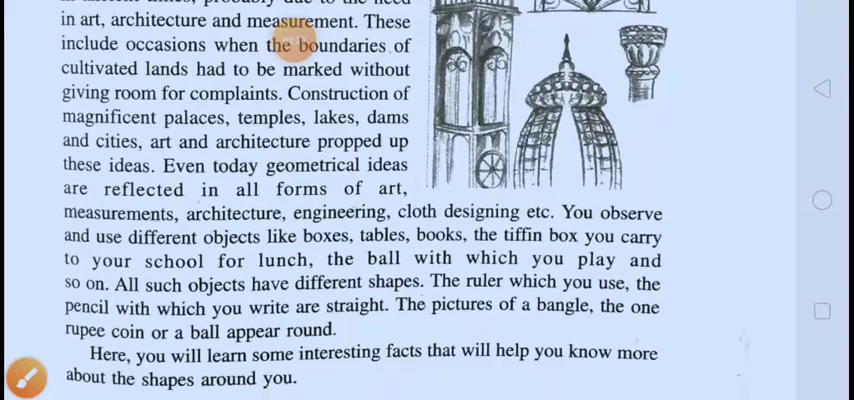 in art, architecture and measurement. These
include occasions when the boundaries of
cultivated lands had to be marked without
giving room for complaints. Construction of
magnificent palaces, temples, lakes, dams
and cities, art and architecture propped up
these ideas. Even today geometrical ideas
are reflected in all forms of art,
measurements, architecture, engineering, cloth designing etc. You observe
and use different objects like boxes, tables, books, the tiffin box you carry
to your school for lunch, the ball with which you play and
so on. All such objects have different shapes. The ruler which you use, the
pencil with which you write are straight. The pictures of a bangle, the one
rupee coin or a ball appear round.
Here, you will learn some interesting facts that will help you know more
about the shapes around you.